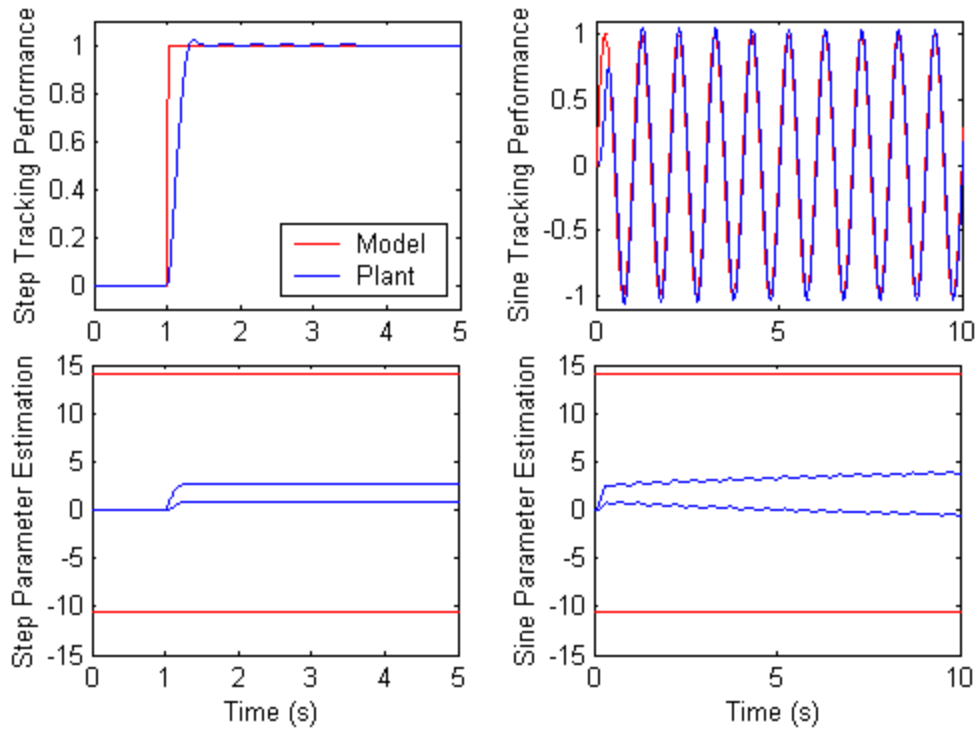 Step Tracking Performance
1
0.8
0.6
0.4
0.2
0
0 1 2 3 4 5
Model
Plant
Sine Tracking Performance
1
0.5
0
-0.5
-1
0 5 10
Step Parameter Estimation
15
10
5
0
-5
-10
-15
0 1 2 3 4 5
Time (s)
Sine Parameter Estimation
15
10
5
0
-5
-10
-15
0 5 10
Time (s)